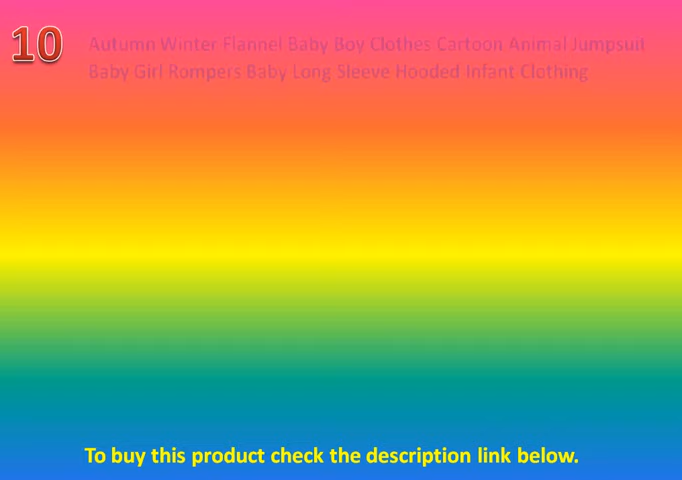 10
Autumn Winter Flannel Baby Boy Clothes Cartoon Animal Jumpsuit
Baby Girl Rompers Baby Long Sleeve Hooded Infant Clothing
To buy this product check the description link below.